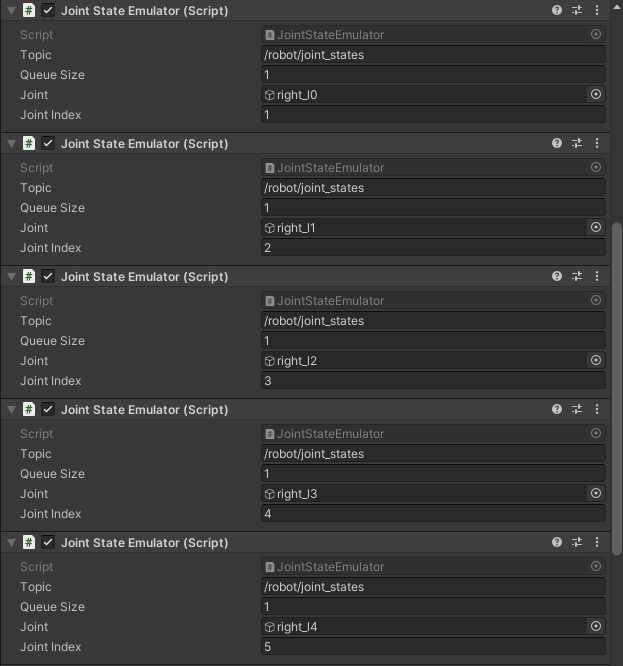 # Joint State Emulator (Script)
Script # JointStateEmulator
Topic /robot/joint_states
Queue Size 1
Joint right_l0
Joint Index 1
# Joint State Emulator (Script)
Script # JointStateEmulator
Topic /robot/joint_states
Queue Size 1
Joint right_l1
Joint Index 2
# Joint State Emulator (Script)
Script # JointStateEmulator
Topic /robot/joint_states
Queue Size 1
Joint right_l2
Joint Index 3
# Joint State Emulator (Script)
Script # JointStateEmulator
Topic /robot/joint_states
Queue Size 1
Joint right_l3
Joint Index 4
# Joint State Emulator (Script)
Script # JointStateEmulator
Topic /robot/joint_states
Queue Size 1
Joint right_l4
Joint Index 5